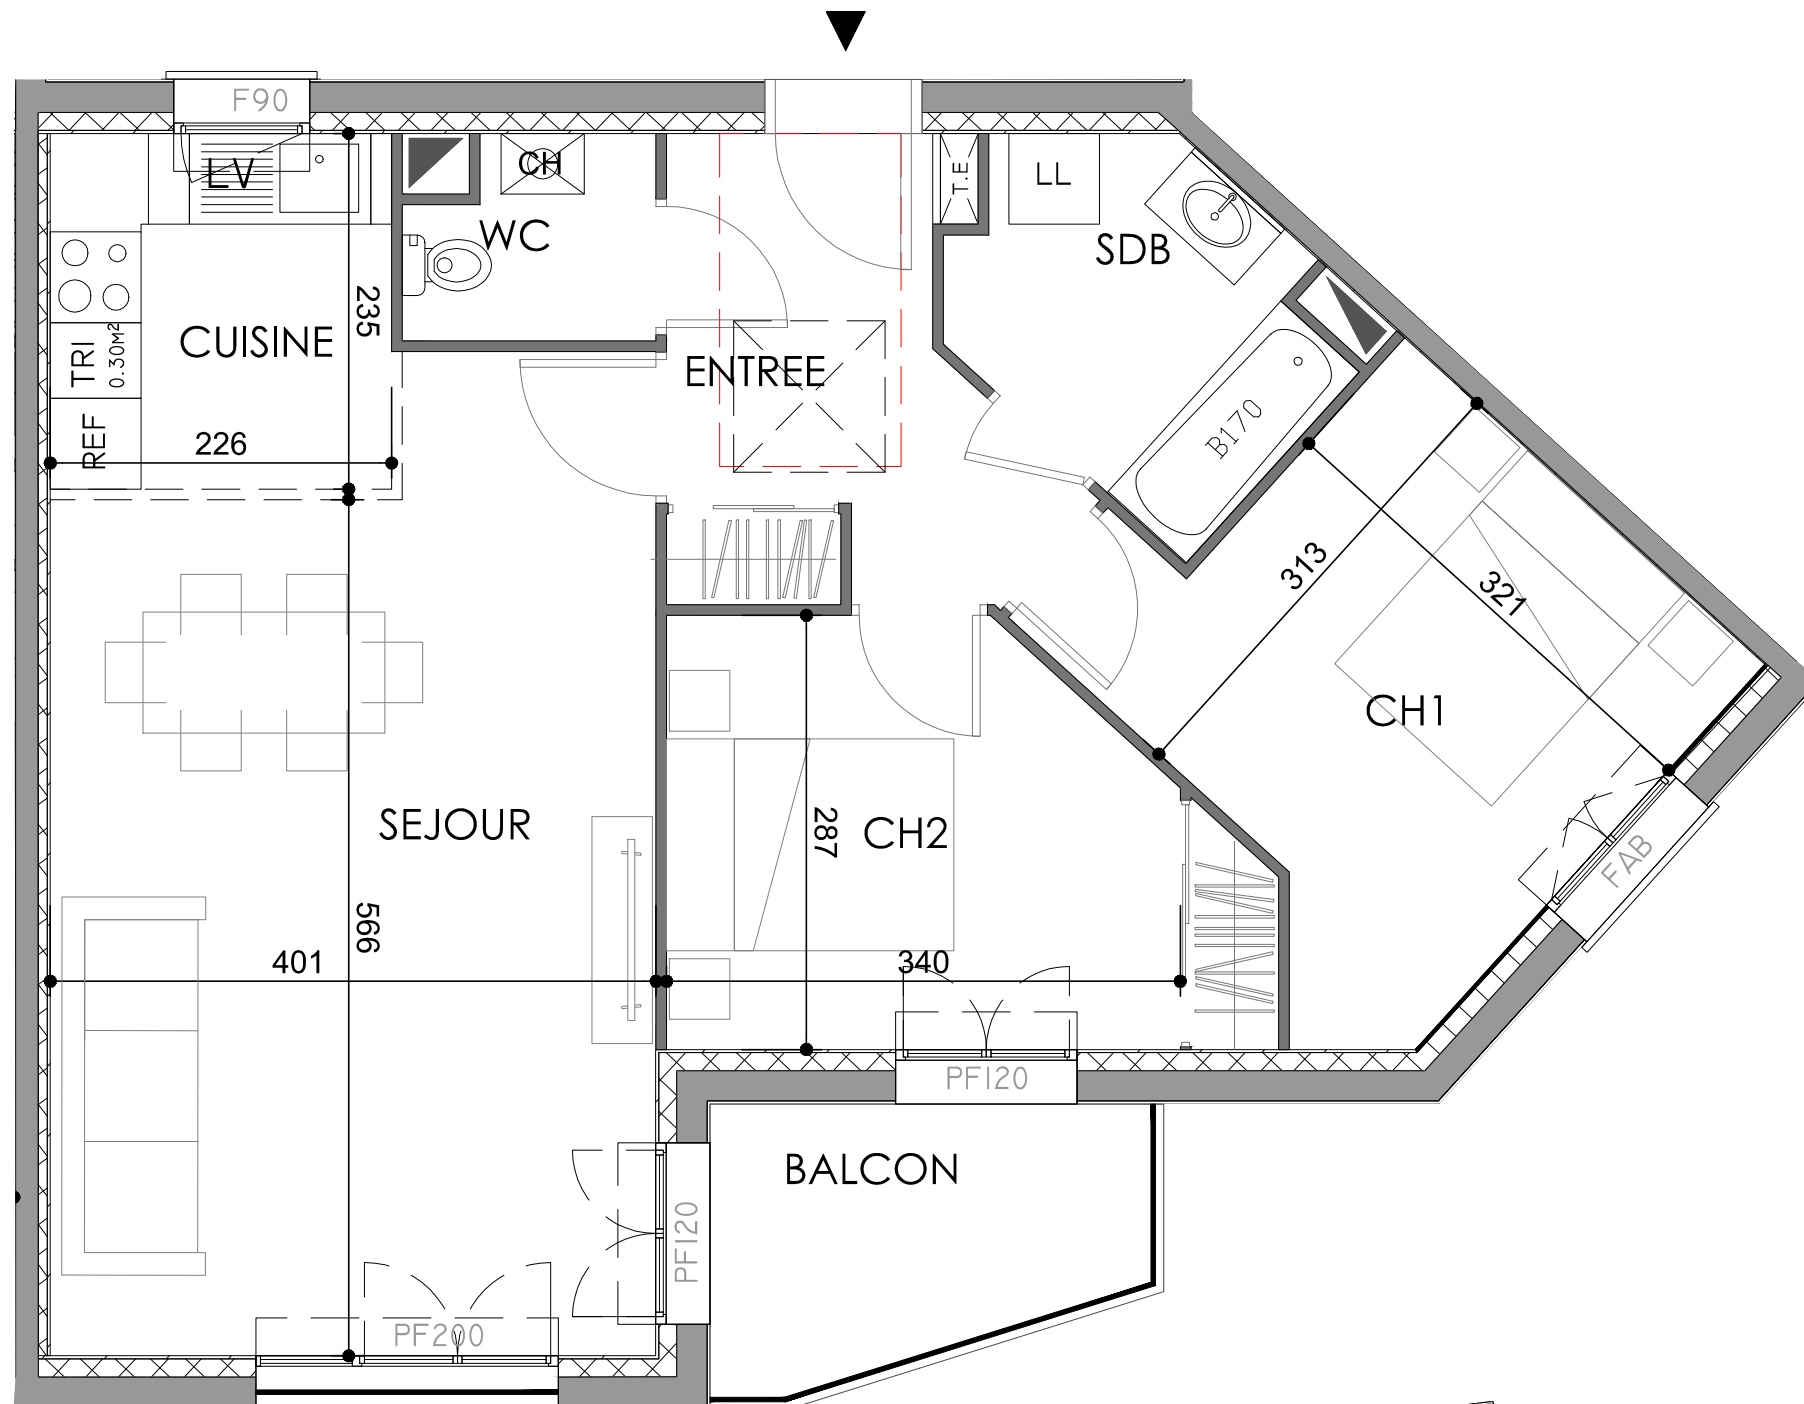 F90
LV
CH
WC
T.E
LL
SDB
235
CUISINE
TRI
0.30M²
REF
226
ENTREE
B170
313
321
CH1
SEJOUR
287
CH2
FAB
566
401
340
PF120
BALCON
PF120
PF200